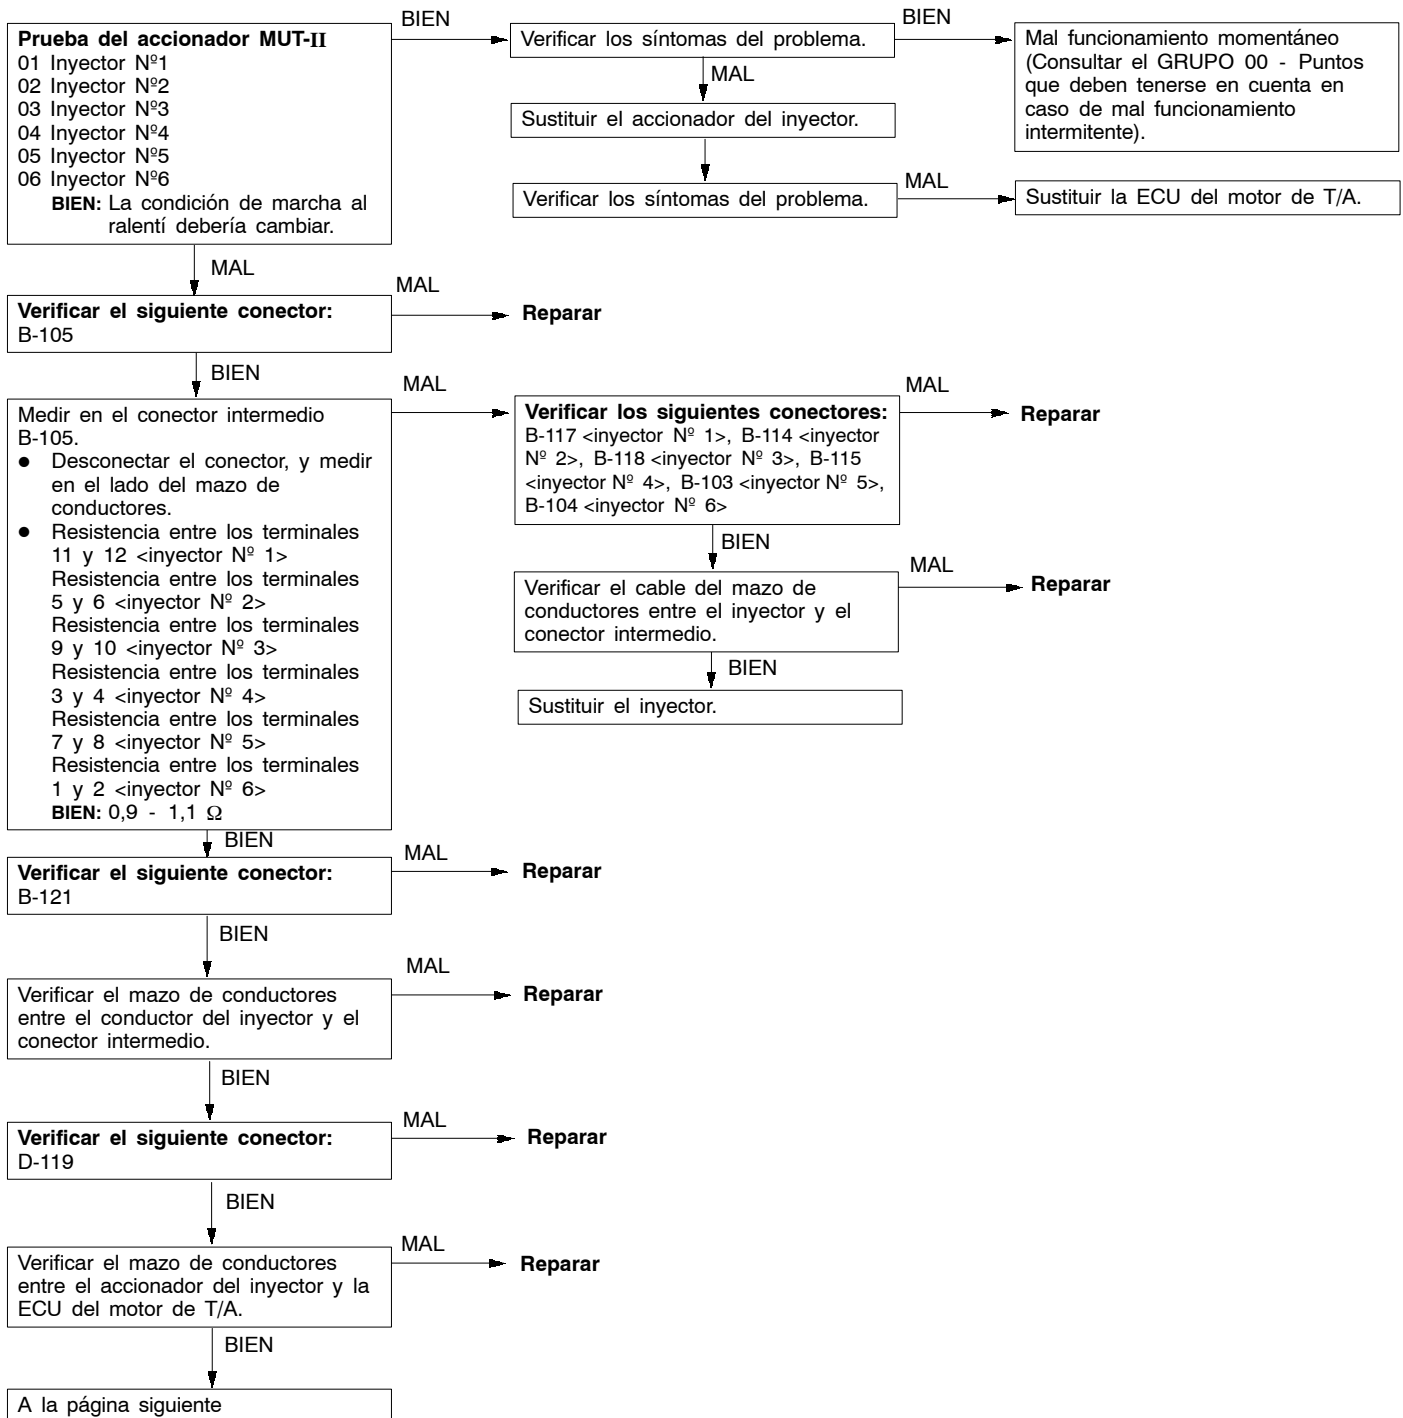 Prueba del accionador MUT-II
01 Inyector Nº1
02 Inyector Nº2
03 Inyector Nº3
04 Inyector Nº4
05 Inyector Nº5
06 Inyector Nº6
BIEN: La condición de marcha al
ralentí debería cambiar.
BIEN
Verificar los síntomas del problema.
BIEN
Mal funcionamiento momentáneo
(Consultar el GRUPO 00 - Puntos
que deben tenerse en cuenta en
caso de mal funcionamiento
intermitente).
MAL
Sustituir el accionador del inyector.
Verificar los síntomas del problema.
MAL
Sustituir la ECU del motor de T/A.
MAL
Verificar el siguiente conector:
B-105
MAL
Reparar
BIEN
Medir en el conector intermedio
B-105.
● Desconectar el conector, y medir
en el lado del mazo de
conductores.
● Resistencia entre los terminales
11 y 12 <inyector Nº 1>
Resistencia entre los terminales
5 y 6 <inyector Nº 2>
Resistencia entre los terminales
9 y 10 <inyector Nº 3>
Resistencia entre los terminales
3 y 4 <inyector Nº 4>
Resistencia entre los terminales
7 y 8 <inyector Nº 5>
Resistencia entre los terminales
1 y 2 <inyector Nº 6>
BIEN: 0,9 - 1,1 Ω
MAL
Verificar los siguientes conectores:
B-117 <inyector Nº 1>, B-114 <inyector
Nº 2>, B-118 <inyector Nº 3>, B-115
<inyector Nº 4>, B-103 <inyector Nº 5>,
B-104 <inyector Nº 6>
MAL
Reparar
BIEN
Verificar el cable del mazo de
conductores entre el inyector y el
conector intermedio.
MAL
Reparar
BIEN
Sustituir el inyector.
BIEN
Verificar el siguiente conector:
B-121
MAL
Reparar
BIEN
Verificar el mazo de conductores
entre el conductor del inyector y el
conector intermedio.
MAL
Reparar
BIEN
Verificar el siguiente conector:
D-119
MAL
Reparar
BIEN
Verificar el mazo de conductores
entre el accionador del inyector y la
ECU del motor de T/A.
MAL
Reparar
BIEN
A la página siguiente